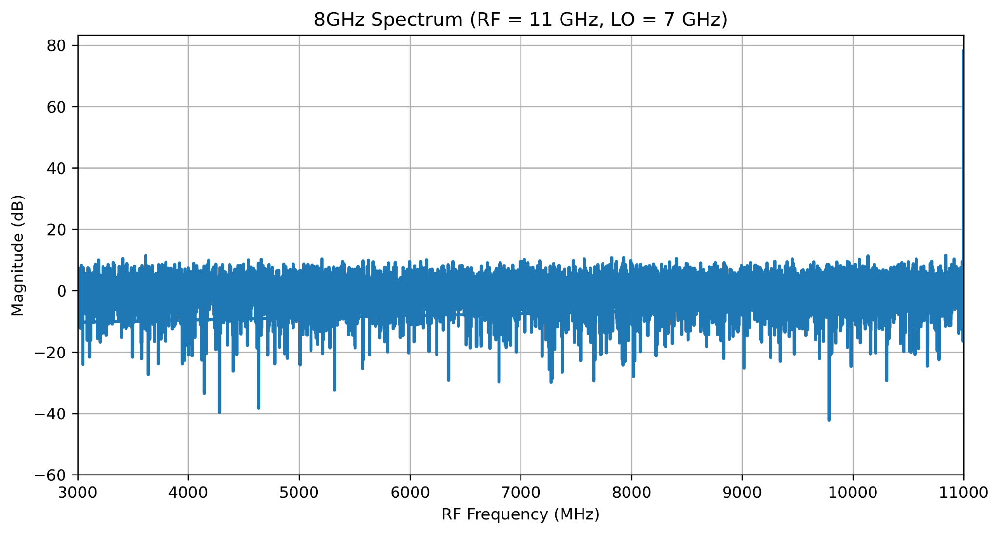 8GHz Spectrum (RF = 11 GHz, LO = 7 GHz)
80
60
40
20
0
−20
−40
−60
Magnitude (dB)
3000 4000 5000 6000 7000 8000 9000 10000 11000
RF Frequency (MHz)